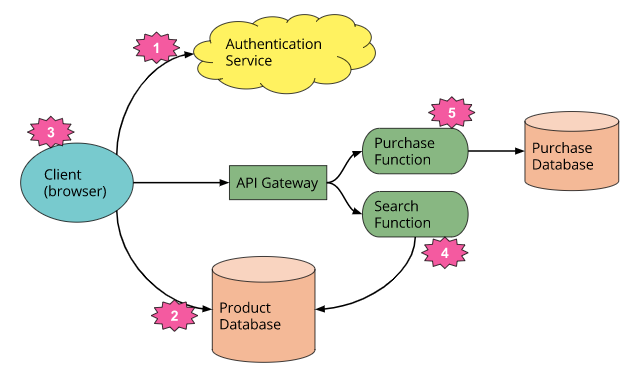 1
Authentication
Service
3
5
Client
(browser)
API Gateway
Purchase
Function
Purchase
Database
Search
Function
4
2
Product
Database